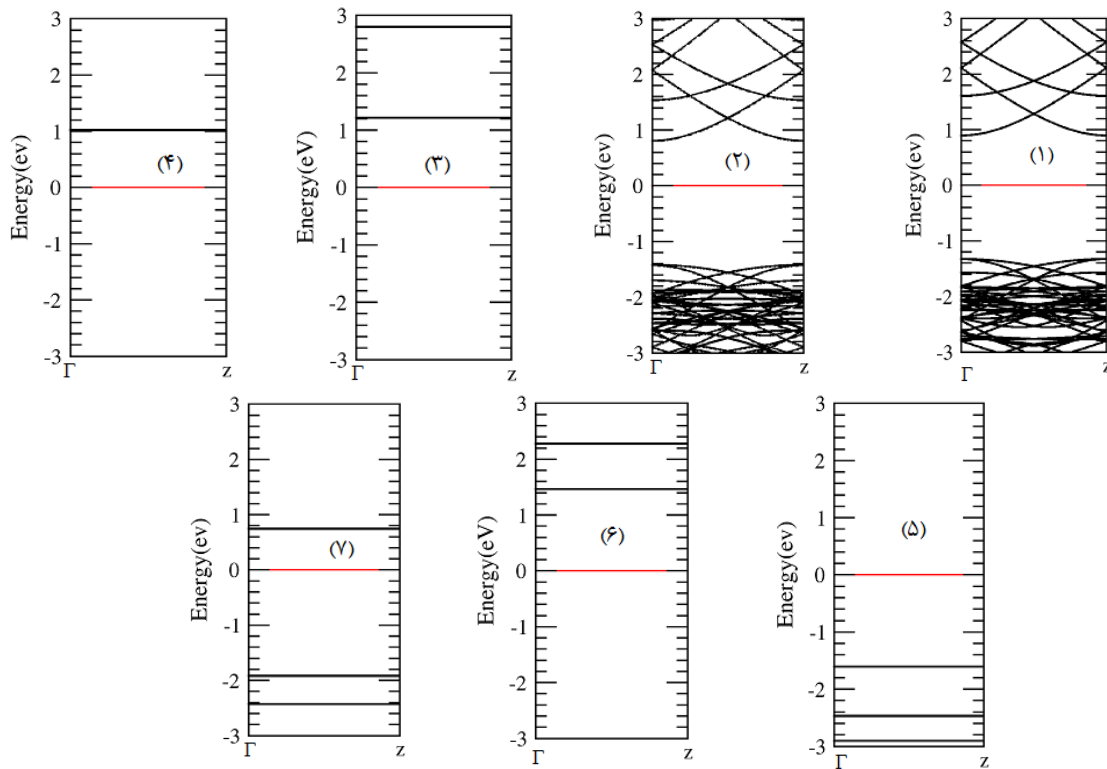 3
2
1
0
-1
-2
-3
Energy(ev)
(۴)
Γ
z
3
2
1
0
-1
-2
-3
Energy(eV)
(۳)
Γ
z
3
2
1
0
-1
-2
-3
Energy(ev)
(۲)
Γ
z
3
2
1
0
-1
-2
-3
Energy(ev)
(۱)
Γ
z
3
2
1
0
-1
-2
-3
Energy(ev)
(۷)
Γ
z
3
2
1
0
-1
-2
-3
Energy(eV)
(۶)
Γ
z
3
2
1
0
-1
-2
-3
Energy(ev)
(۵)
Γ
z